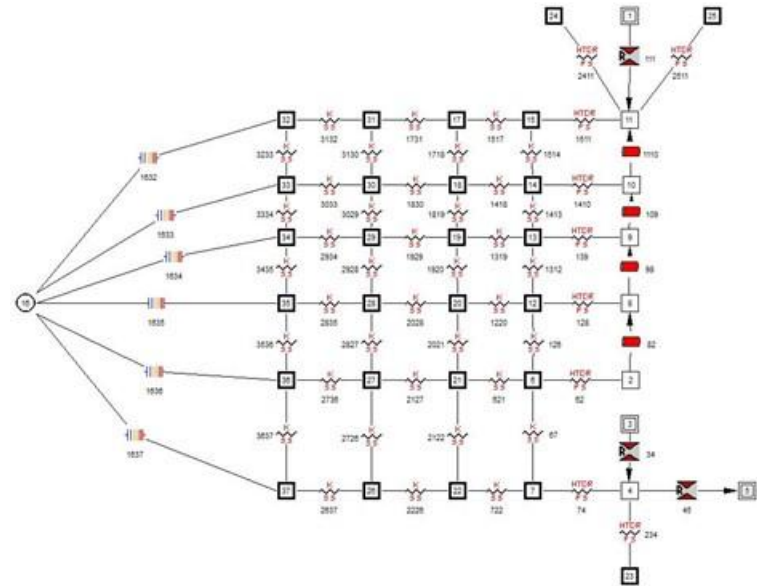 24 1 25
HTCR HTCR
F S R 111 F S
2411 2511
32 K 31 K 17 K 15 HTCR 11
S S S S S S F S
3132 1731 1517 1511
1632 3233 K 3130 K 1718 K 1514 K 1110
S S S S S S S S
33 K 30 K 18 K 14 HTCR 10
S S S S S S F S
3033 1830 1418 1410
1633 3334 K 3029 K 1819 K 1413 K 109
S S S S S S S S
34 K 29 K 19 K 13 HTCR 9
S S S S S S F S
2934 1929 1319 139
1634 3435 K 2928 K 1920 K 1312 K 98
S S S S S S S S
16 1635 35 K 28 K 20 K 12 HTCR 8
S S S S S S F S
2835 2028 1220 128
3536 K 2827 K 2021 K 126 K 82
S S S S S S S S
1636 36 K 27 K 21 K 6 HTCR 2
S S S S S S F S
2736 2127 621 62
3637 K 2726 K 2122 K 67 K 3
S S S S S S S S R 34
1637
37 K 26 K 22 K 7 HTCR 4 R 5
S S S S S S F S 45
2637 2226 722 74
HTCR
F S 234
23